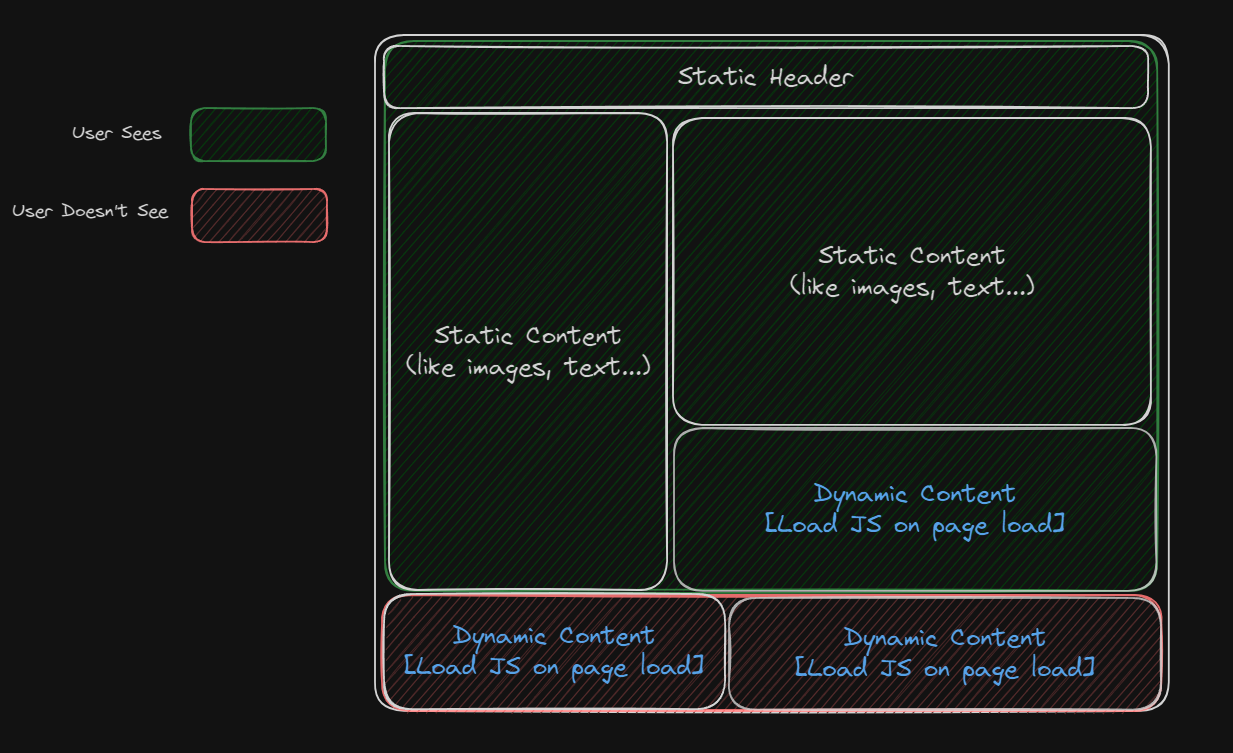 Static Header
User Sees
User Doesn't See
Static Content
(like images, text...)
Static Content
(like images, text...)
Dynamic Content
[Load JS on page load]
Dynamic Content
[Load JS on page load]
Dynamic Content
[Load JS on page load]